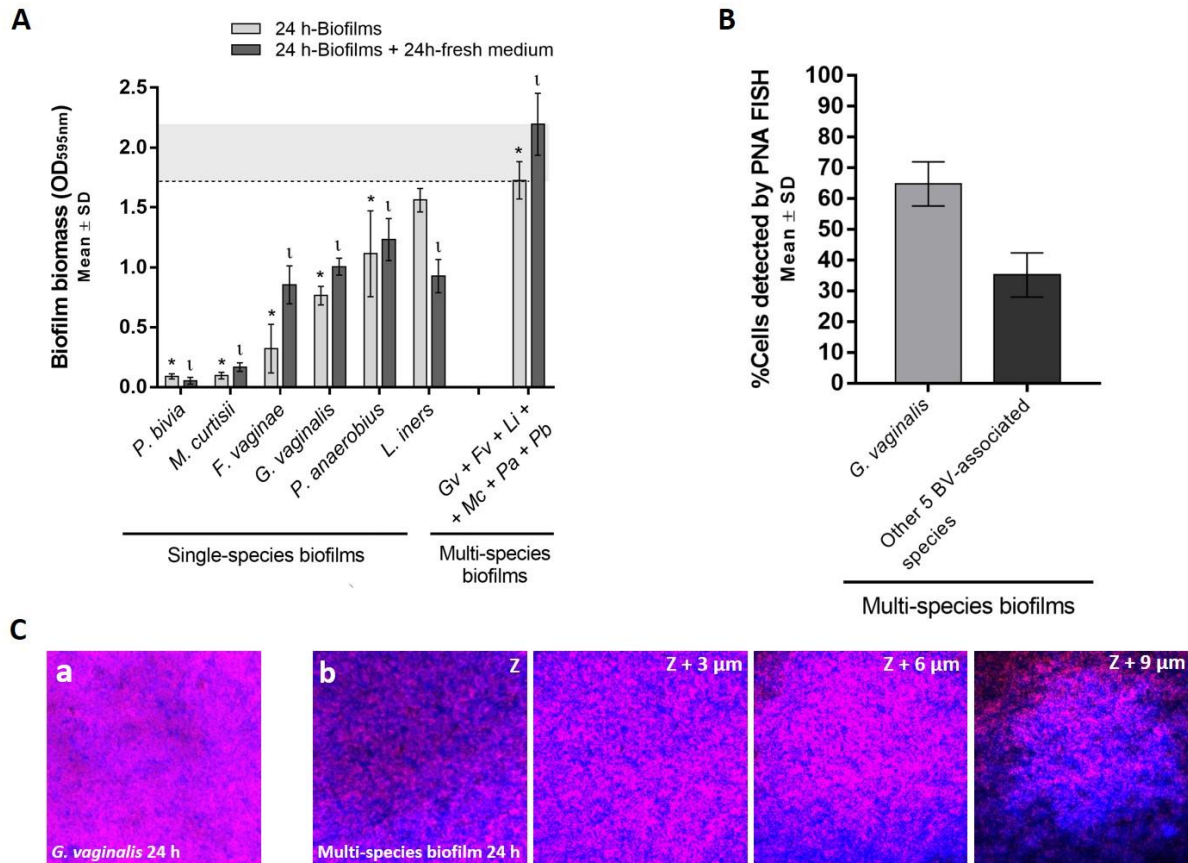 A
24 h-Biofilms
24 h-Biofilms + 24h-fresh medium
Biofilm biomass (OD595nm)
Mean ± SD
2.5
2.0
1.5
1.0
0.5
0.0
* ι * ι * ι * ι * ι ι * ι
P. bivia
M. curtisii
F. vaginae
G. vaginalis
P. anaerobius
L. iners
Gv + Fv + Li +
+ Mc + Pa + Pb
Single-species biofilms
Multi-species
biofilms
B
%Cells detected by PNA FISH
Mean ± SD
100
90
80
70
60
50
40
30
20
10
0
G. vaginalis
Other 5 BV-associated
species
Multi-species biofilms
C
a
G. vaginalis 24 h
b
Z
Multi-species biofilm 24 h
Z + 3 µm
Z + 6 µm
Z + 9 µm